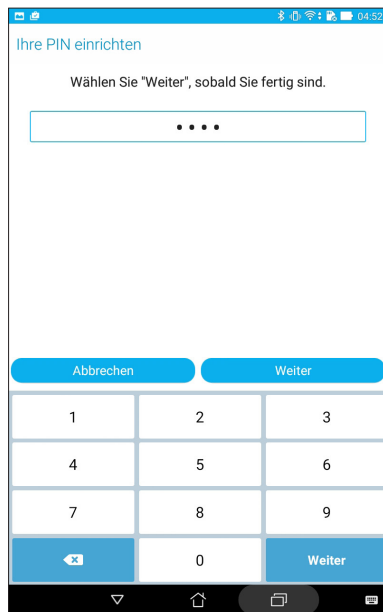 04:52
Ihre PIN einrichten
Wählen Sie "Weiter", sobald Sie fertig sind.
••••
Abbrechen Weiter
1 2 3
4 5 6
7 8 9
0 Weiter